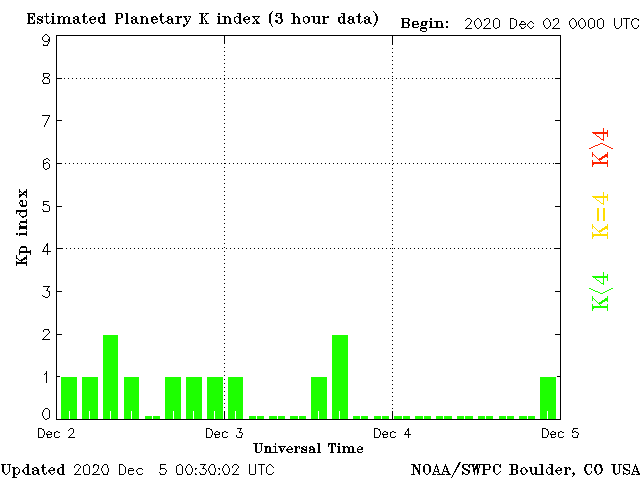 Estimated Planetary K index (3 hour data) Begin: 2020 Dec 02 0000 UTC
9
8
7
6
5
4
3
2
1
0
Kp index
K>4
K=4
K<4
Dec 2 Dec 3 Dec 4 Dec 5
Universal Time
Updated 2020 Dec 5 00:30:02 UTC NOAA/SWPC Boulder, CO USA